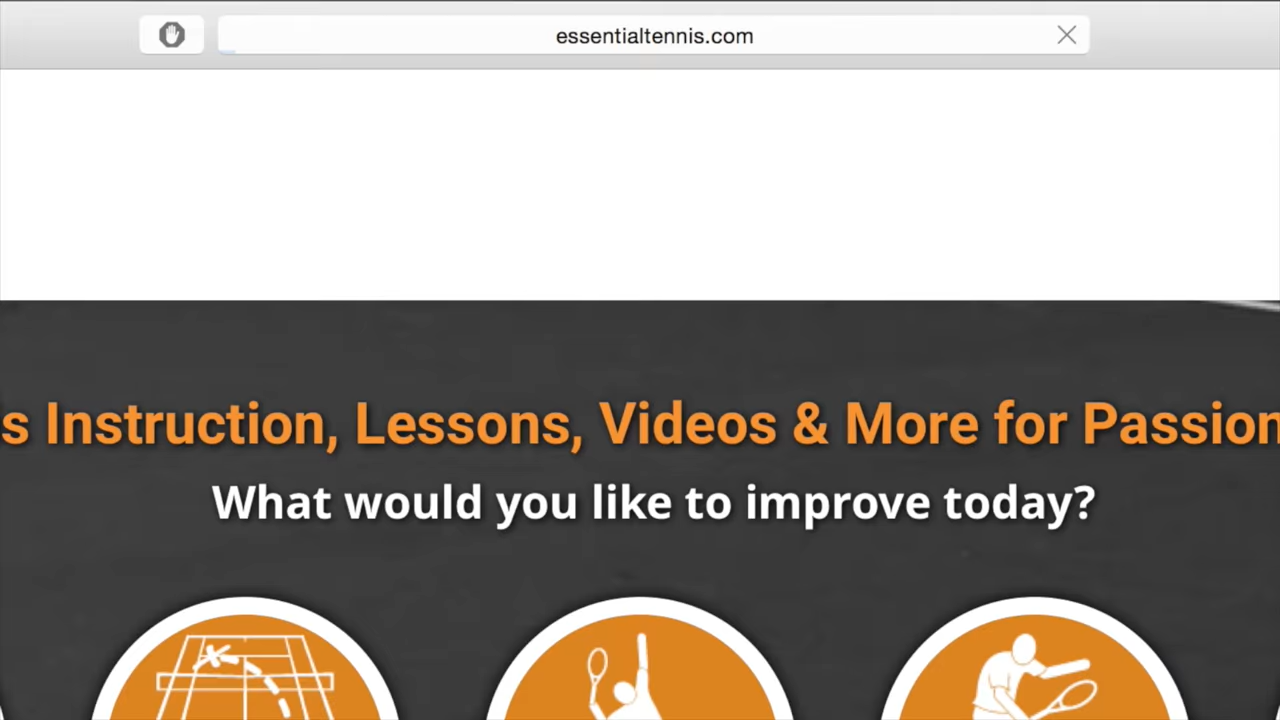 essentialtennis.com
s Instruction, Lessons, Videos & More for Passion
What would you like to improve today?